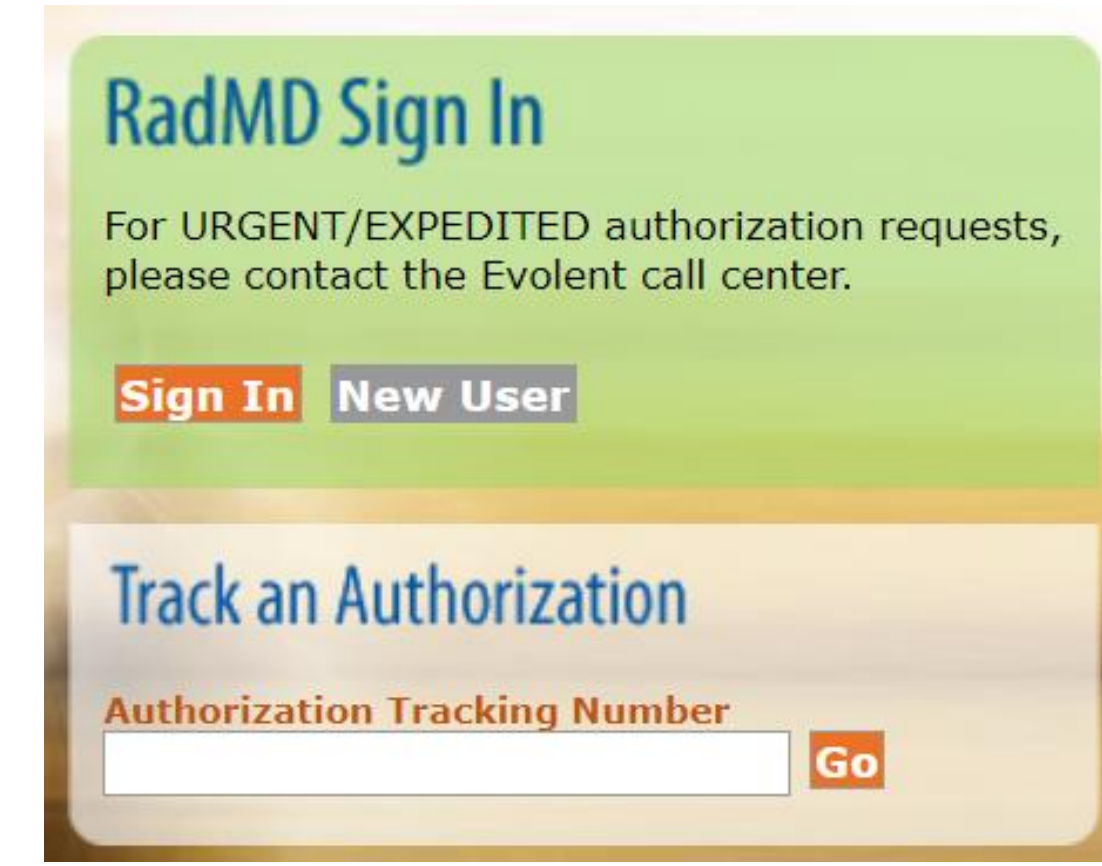 RadMD Sign In
For URGENT/EXPEDITED authorization requests,
please contact the Evolent call center.
Sign In New User
Track an Authorization
Authorization Tracking Number
Go